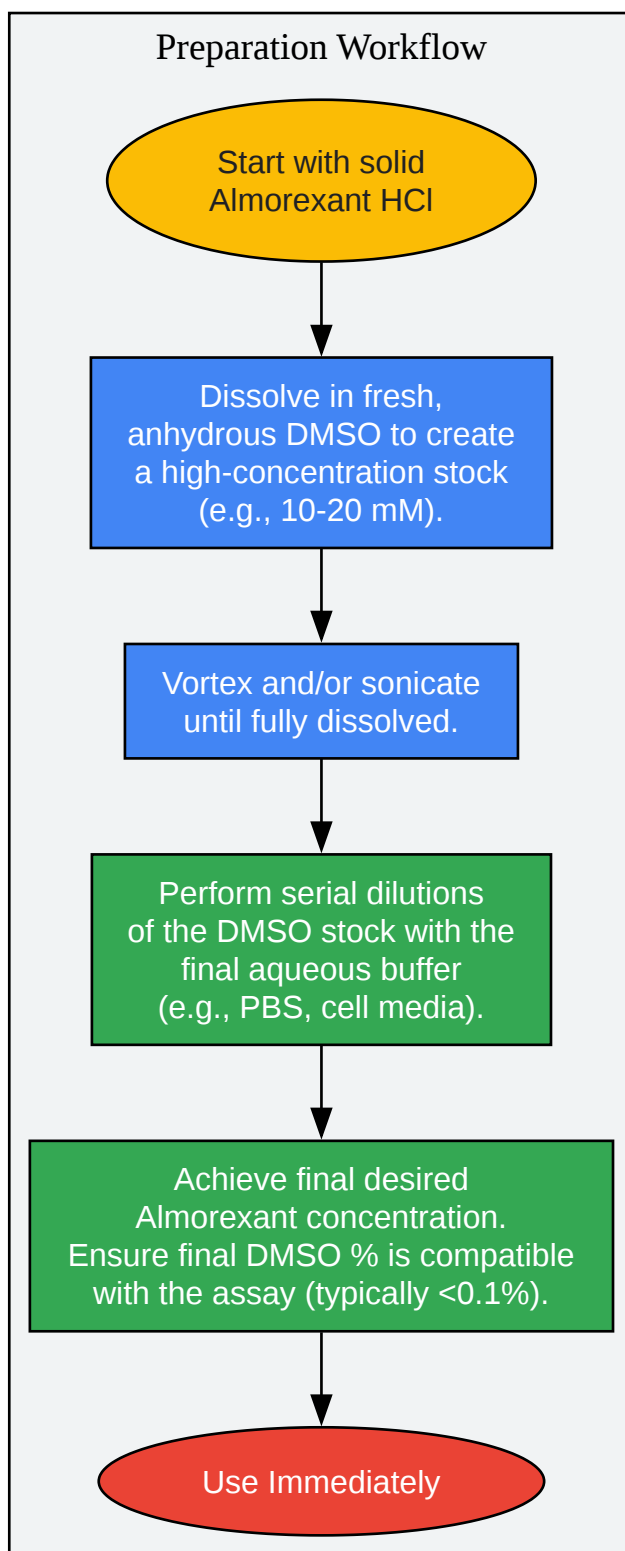 Preparation Workflow
Start with solid
Almorexant HCl
Dissolve in fresh,
anhydrous DMSO to create
a high-concentration stock
(e.g., 10-20 mM).
Vortex and/or sonicate
until fully dissolved.
Perform serial dilutions
of the DMSO stock with the
final aqueous buffer
(e.g., PBS, cell media).
Achieve final desired
Almorexant concentration.
Ensure final DMSO % is compatible
with the assay (typically <0.1%).
Use Immediately